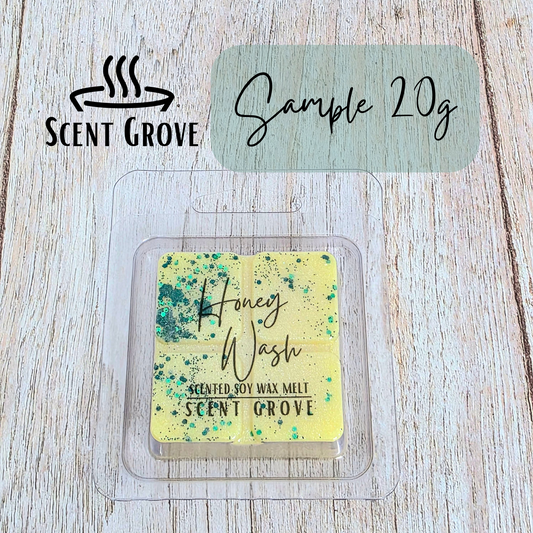 SCENT GROVE
Sample 20g
Honey
Wash
SCENTED SOY WAX MELT
SCENT GROVE